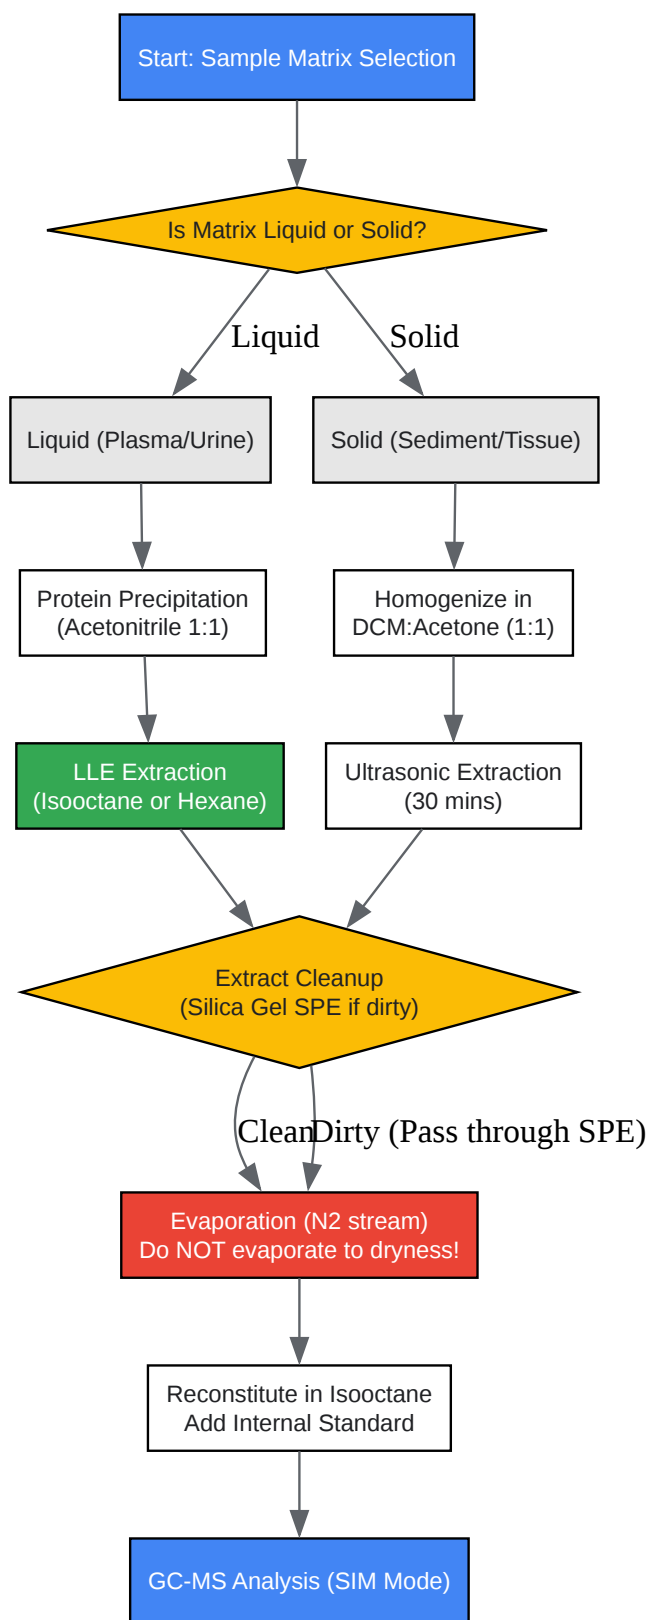 Start: Sample Matrix Selection
Is Matrix Liquid or Solid?
Liquid
Solid
Liquid (Plasma/Urine)
Solid (Sediment/Tissue)
Protein Precipitation
(Acetonitrile 1:1)
Homogenize in
DCM:Acetone (1:1)
LLE Extraction
(Isooctane or Hexane)
Ultrasonic Extraction
(30 mins)
Extract Cleanup
(Silica Gel SPE if dirty)
Clean
Dirty (Pass through SPE)
Evaporation (N2 stream)
Do NOT evaporate to dryness!
Reconstitute in Isooctane
Add Internal Standard
GC-MS Analysis (SIM Mode)